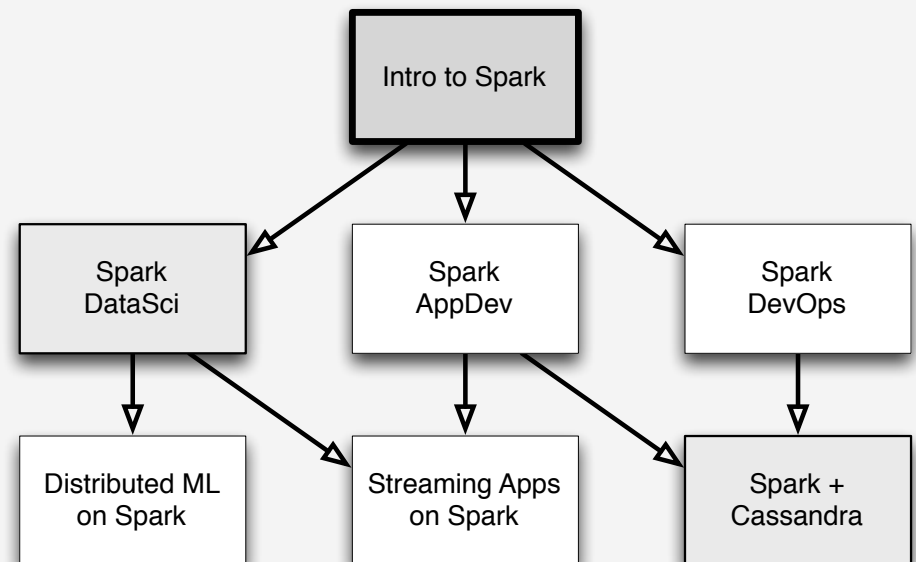 Intro to Spark
Spark
DataSci
Spark
AppDev
Spark
DevOps
Distributed ML
on Spark
Streaming Apps
on Spark
Spark +
Cassandra